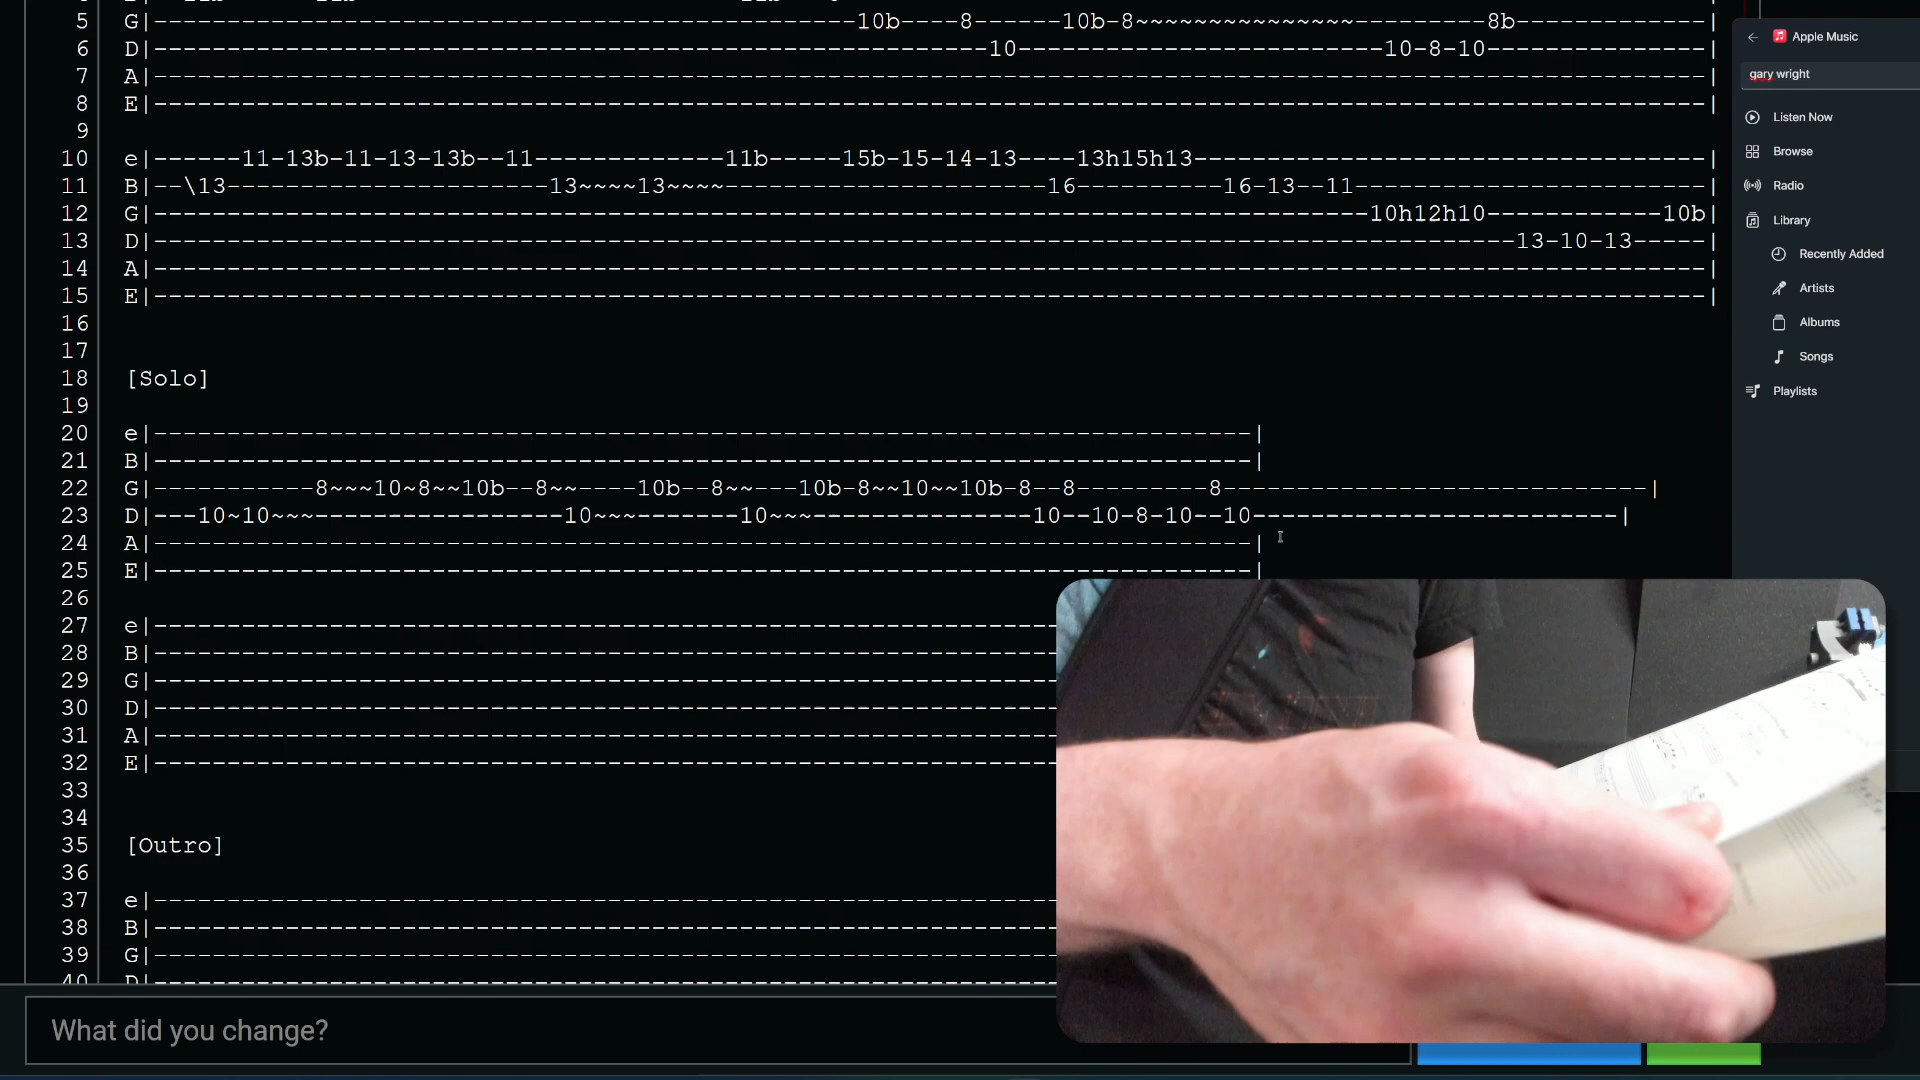 5 G|------------------------------------------------10b----8------10b-8~~~~~~~~~~~~~~~---------8b-------------|
6 D|---------------------------------------------------------10-------------------------10-8-10---------------|
7 A|----------------------------------------------------------------------------------------------------------|
8 E|----------------------------------------------------------------------------------------------------------|
9
10 e|------11-13b-11-13-13b--11-------------11b-----15b-15-14-13----13h15h13-----------------------------------|
11 B|--\13----------------------13~~~~13~~~~----------------------16----------16-13--11------------------------|
12 G|-----------------------------------------------------------------------------------10h12h10------------10b|
13 D|---------------------------------------------------------------------------------------------13-10-13-----|
14 A|----------------------------------------------------------------------------------------------------------|
15 E|----------------------------------------------------------------------------------------------------------|
16
17
18 [Solo]
19
20 e|---------------------------------------------------------------------------|
21 B|---------------------------------------------------------------------------|
22 G|-----------8~~~10~8~~10b--8~~----10b--8~~---10b-8~~10~~10b-8--8---------8-----------------------------|
23 D|---10~10~~~-----------------10~~~-------10~~~---------------10--10-8-10--10-------------------------|
24 A|---------------------------------------------------------------------------|
25 E|---------------------------------------------------------------------------|
26
27 e|--------------------------------------------------------------
28 B|--------------------------------------------------------------
29 G|--------------------------------------------------------------
30 D|--------------------------------------------------------------
31 A|--------------------------------------------------------------
32 E|--------------------------------------------------------------
33
34
35 [Outro]
36
37 e|--------------------------------------------------------------
38 B|--------------------------------------------------------------
39 G|--------------------------------------------------------------
40 D|--------------------------------------------------------------
What did you change?
Apple Music
gary wright
Listen Now
Browse
Radio
Library
Recently Added
Artists
Albums
Songs
Playlists